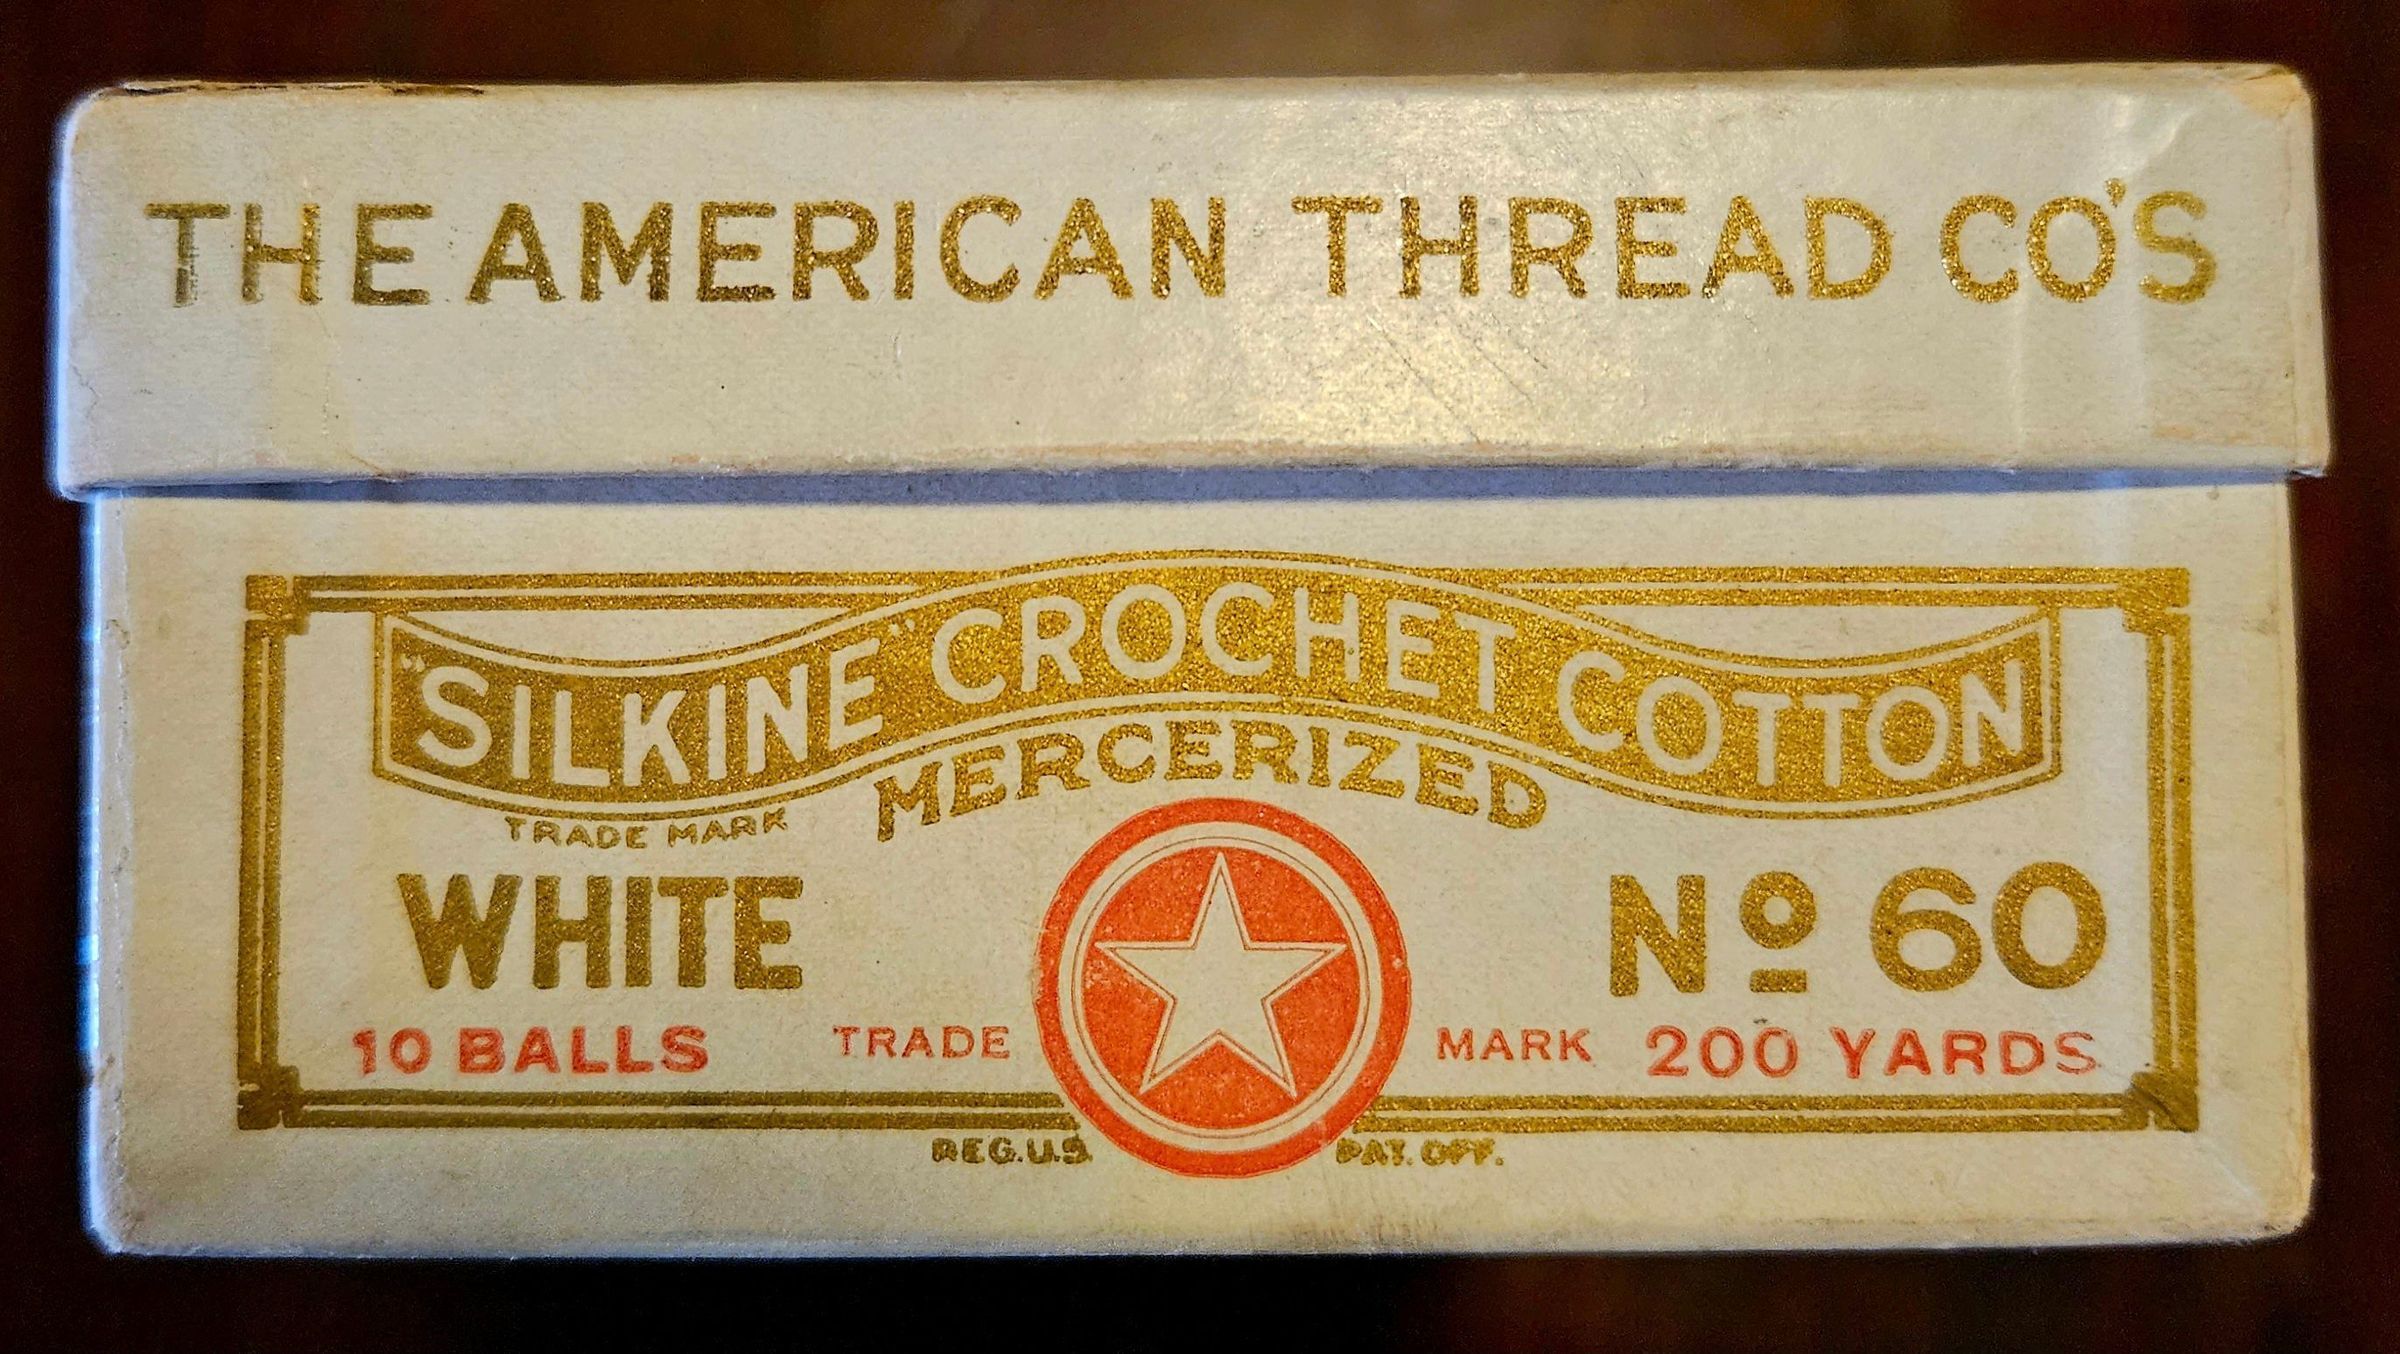 THE AMERICAN THREAD CO'S
"SILKINE" CROCHET COTTON
TRADE MARK
MERCERIZED
WHITE
Nº 60
10 BALLS
TRADE MARK
200 YARDS
REG. U.S. PAT. OFF.